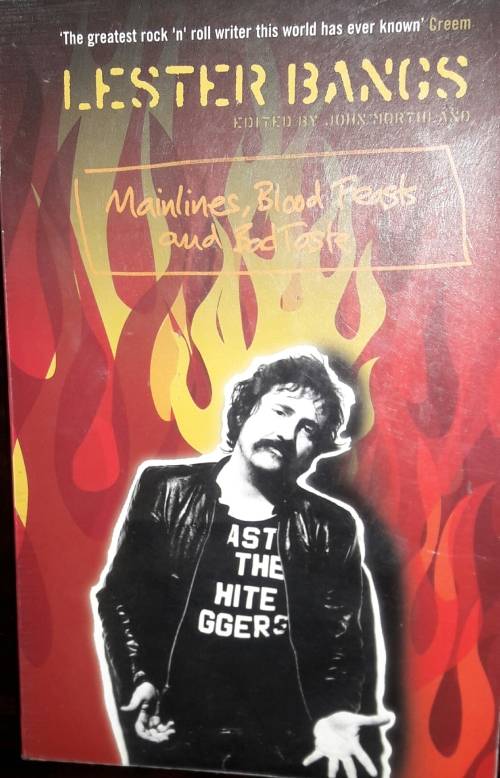 'The greatest rock 'n' roll writer this world has ever known' Creem
LESTER BANGS
EDITED BY JOHN MORTHLAND
Mainlines, Blood Feasts
and Bad Taste
AST
THE
HITE
GGERS